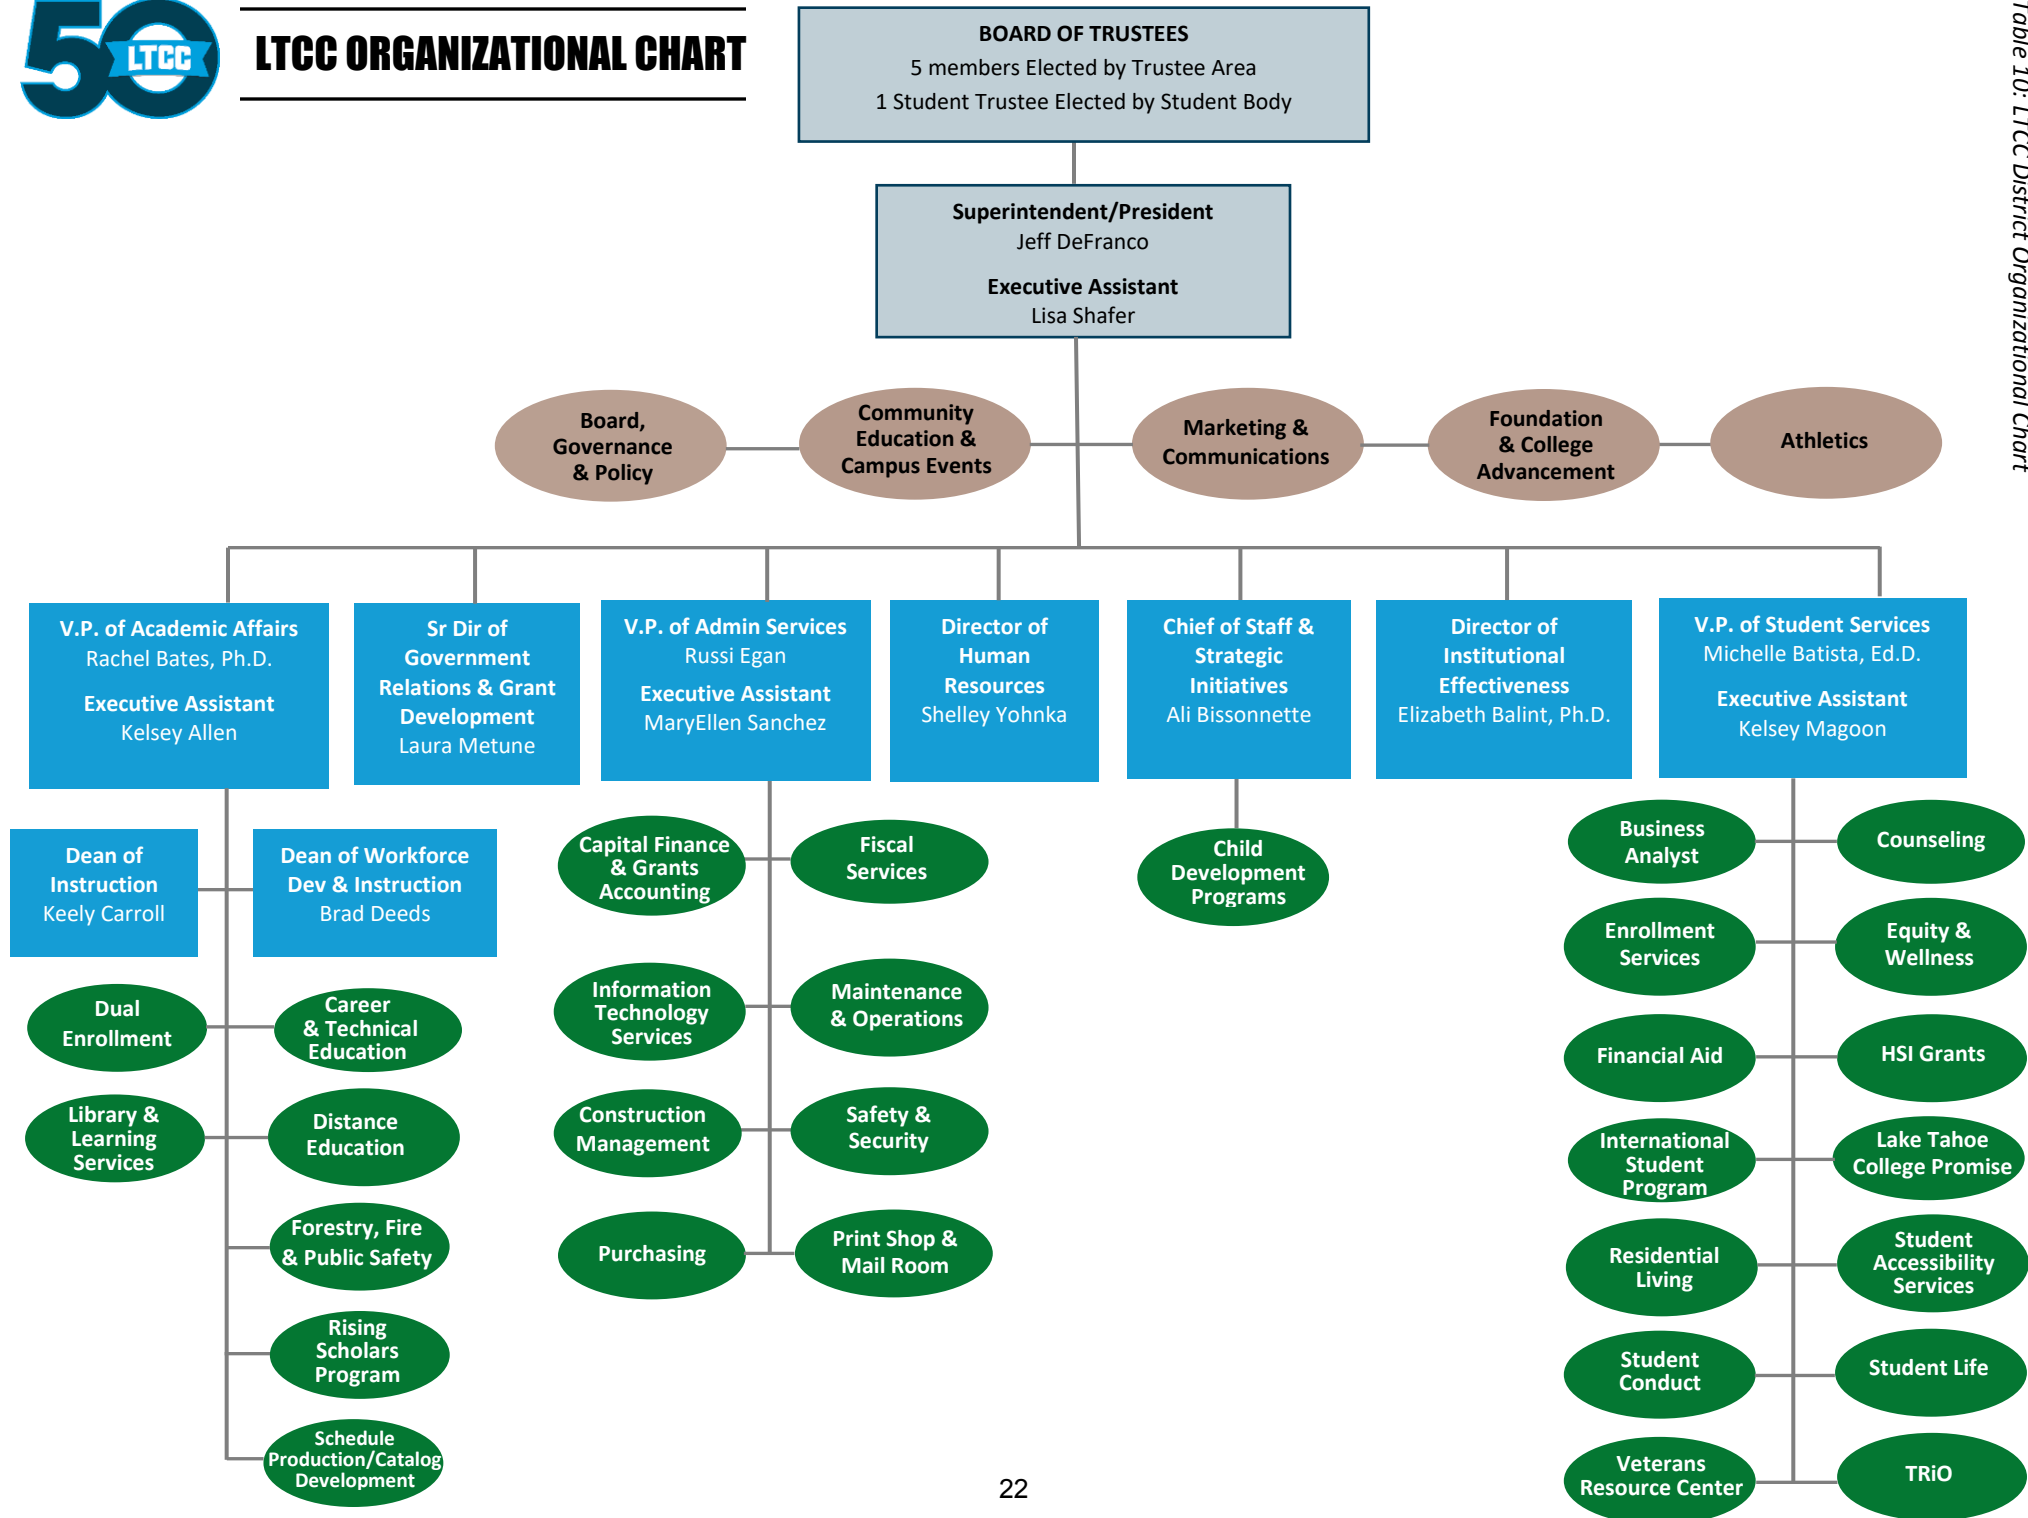 50
LTCC
LTCC ORGANIZATIONAL CHART
Table 10: LTCC District Organizational Chart
BOARD OF TRUSTEES
5 members Elected by Trustee Area
1 Student Trustee Elected by Student Body
Superintendent/President
Jeff DeFranco
Executive Assistant
Lisa Shafer
Board,
Governance
& Policy
Community
Education &
Campus Events
Marketing &
Communications
Foundation
& College
Advancement
Athletics
V.P. of Academic Affairs
Rachel Bates, Ph.D.
Executive Assistant
Kelsey Allen
Sr Dir of
Government
Relations & Grant
Development
Laura Metune
V.P. of Admin Services
Russi Egan
Executive Assistant
MaryEllen Sanchez
Director of
Human
Resources
Shelley Yohnka
Chief of Staff &
Strategic
Initiatives
Ali Bissonnette
Director of
Institutional
Effectiveness
Elizabeth Balint, Ph.D.
V.P. of Student Services
Michelle Batista, Ed.D.
Executive Assistant
Kelsey Magoon
Dean of
Instruction
Keely Carroll
Dean of Workforce
Dev & Instruction
Brad Deeds
Dual
Enrollment
Career
& Technical
Education
Library &
Learning
Services
Distance
Education
Forestry, Fire
& Public Safety
Rising
Scholars
Program
Schedule
Production/Catalog
Development
Capital Finance
& Grants
Accounting
Fiscal
Services
Information
Technology
Services
Maintenance
& Operations
Construction
Management
Safety &
Security
Purchasing
Print Shop &
Mail Room
Child
Development
Programs
Business
Analyst
Counseling
Enrollment
Services
Equity &
Wellness
Financial Aid
HSI Grants
International
Student
Program
Lake Tahoe
College Promise
Residential
Living
Student
Accessibility
Services
Student
Conduct
Student Life
Veterans
Resource Center
TRiO
22